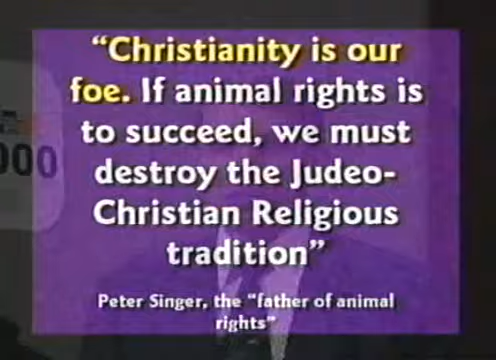 “Christianity is our
foe. If animal rights is
to succeed, we must
destroy the Judeo-
Christian Religious
tradition”
Peter Singer, the “father of animal
rights”
000